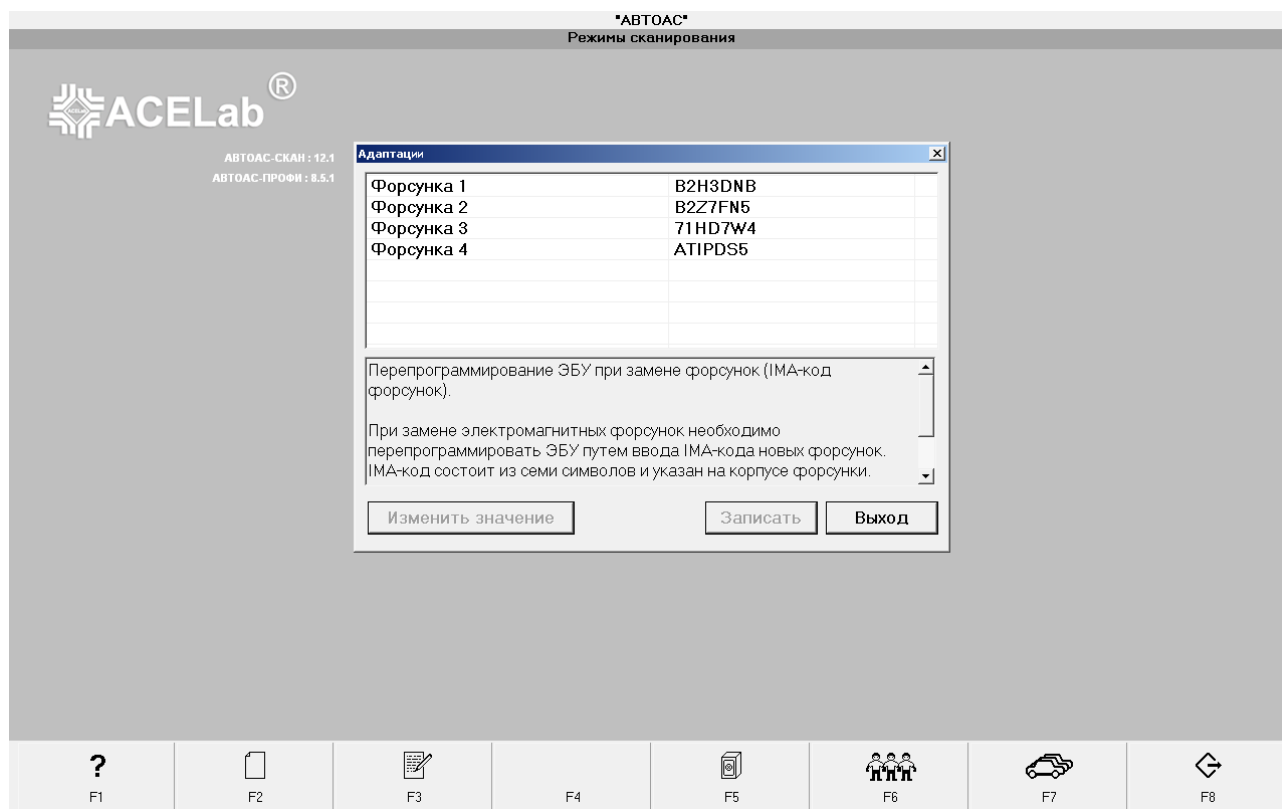 "АВТОАС"
Режимы сканирования
ACELab®
АВТОАС-СКАН : 12.1
АВТОАС-ПРОФИ : 8.5.1
Адаптации
Форсунка 1 B2H3DNB
Форсунка 2 B2Z7FN5
Форсунка 3 71HD7W4
Форсунка 4 ATIPDS5
Перепрограммирование ЭБУ при замене форсунок (IMA-код
форсунок).
При замене электромагнитных форсунок необходимо
перепрограммировать ЭБУ путем ввода IMA-кода новых форсунок.
IMA-код состоит из семи символов и указан на корпусе форсунки.
Изменить значение Записать Выход
? 
F1 F2 F3 F4 F5 F6 F7 F8